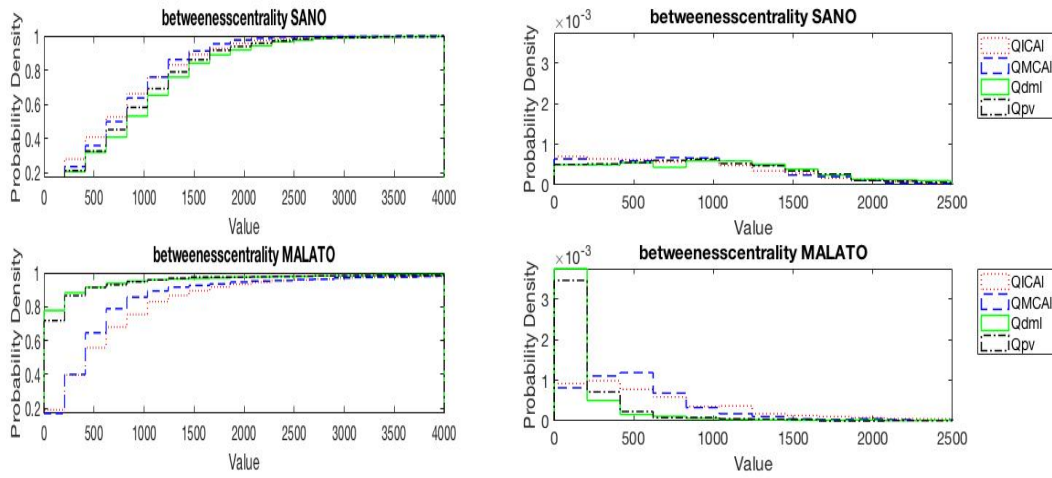 betweenesscentrality SANO
Probability Density
1
0.8
0.6
0.4
0.2
0 500 1000 1500 2000 2500 3000 3500 4000
Value
betweenesscentrality SANO
×10⁻³
Probability Density
3
2
1
0
0 500 1000 1500 2000 2500
Value
QICAI
QMCAI
Qdml
Qpv
betweenesscentrality MALATO
Probability Density
1
0.8
0.6
0.4
0.2
0 500 1000 1500 2000 2500 3000 3500 4000
Value
betweenesscentrality MALATO
×10⁻³
Probability Density
3
2
1
0
0 500 1000 1500 2000 2500
Value
QICAI
QMCAI
Qdml
Qpv